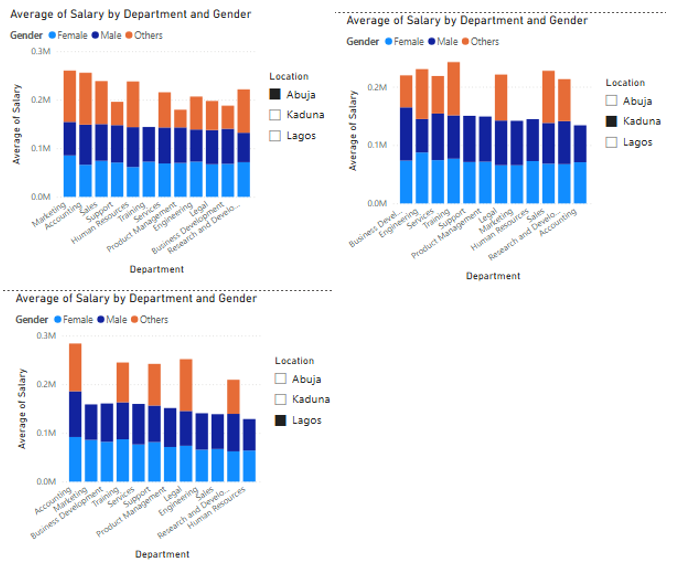 Average of Salary by Department and Gender
Gender Female Male Others
Average of Salary
0.3M
0.2M
0.1M
0.0M
Marketing
Accounting
Sales
Support
Human Resources
Training
Services
Product Management
Engineering
Legal
Business Development
Research and Develo...
Department
Location
Abuja
Kaduna
Lagos
Average of Salary by Department and Gender
Gender Female Male Others
Average of Salary
0.2M
0.1M
0.0M
Business Devel...
Engineering
Services
Training
Support
Product Management
Legal
Marketing
Human Resources
Sales
Research and Develo...
Accounting
Department
Location
Abuja
Kaduna
Lagos
Average of Salary by Department and Gender
Gender Female Male Others
Average of Salary
0.3M
0.2M
0.1M
0.0M
Accounting
Marketing
Business Development
Training
Services
Support
Product Management
Legal
Engineering
Sales
Research and Develo...
Human Resources
Department
Location
Abuja
Kaduna
Lagos